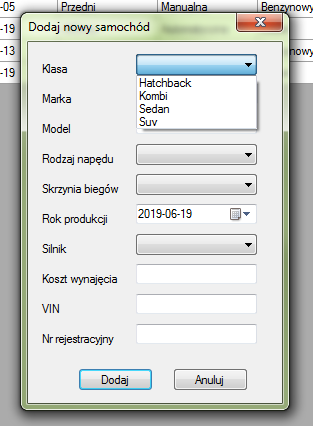 -05 Przedni Manualna Benzynowy
-19
-13 nowy
-19
Dodaj nowy samochód
Klasa
Hatchback
Kombi
Sedan
Suv
Marka
Model
Rodzaj napędu
Skrzynia biegów
Rok produkcji 2019-06-19
Silnik
Koszt wynajęcia
VIN
Nr rejestracyjny
Dodaj Anuluj